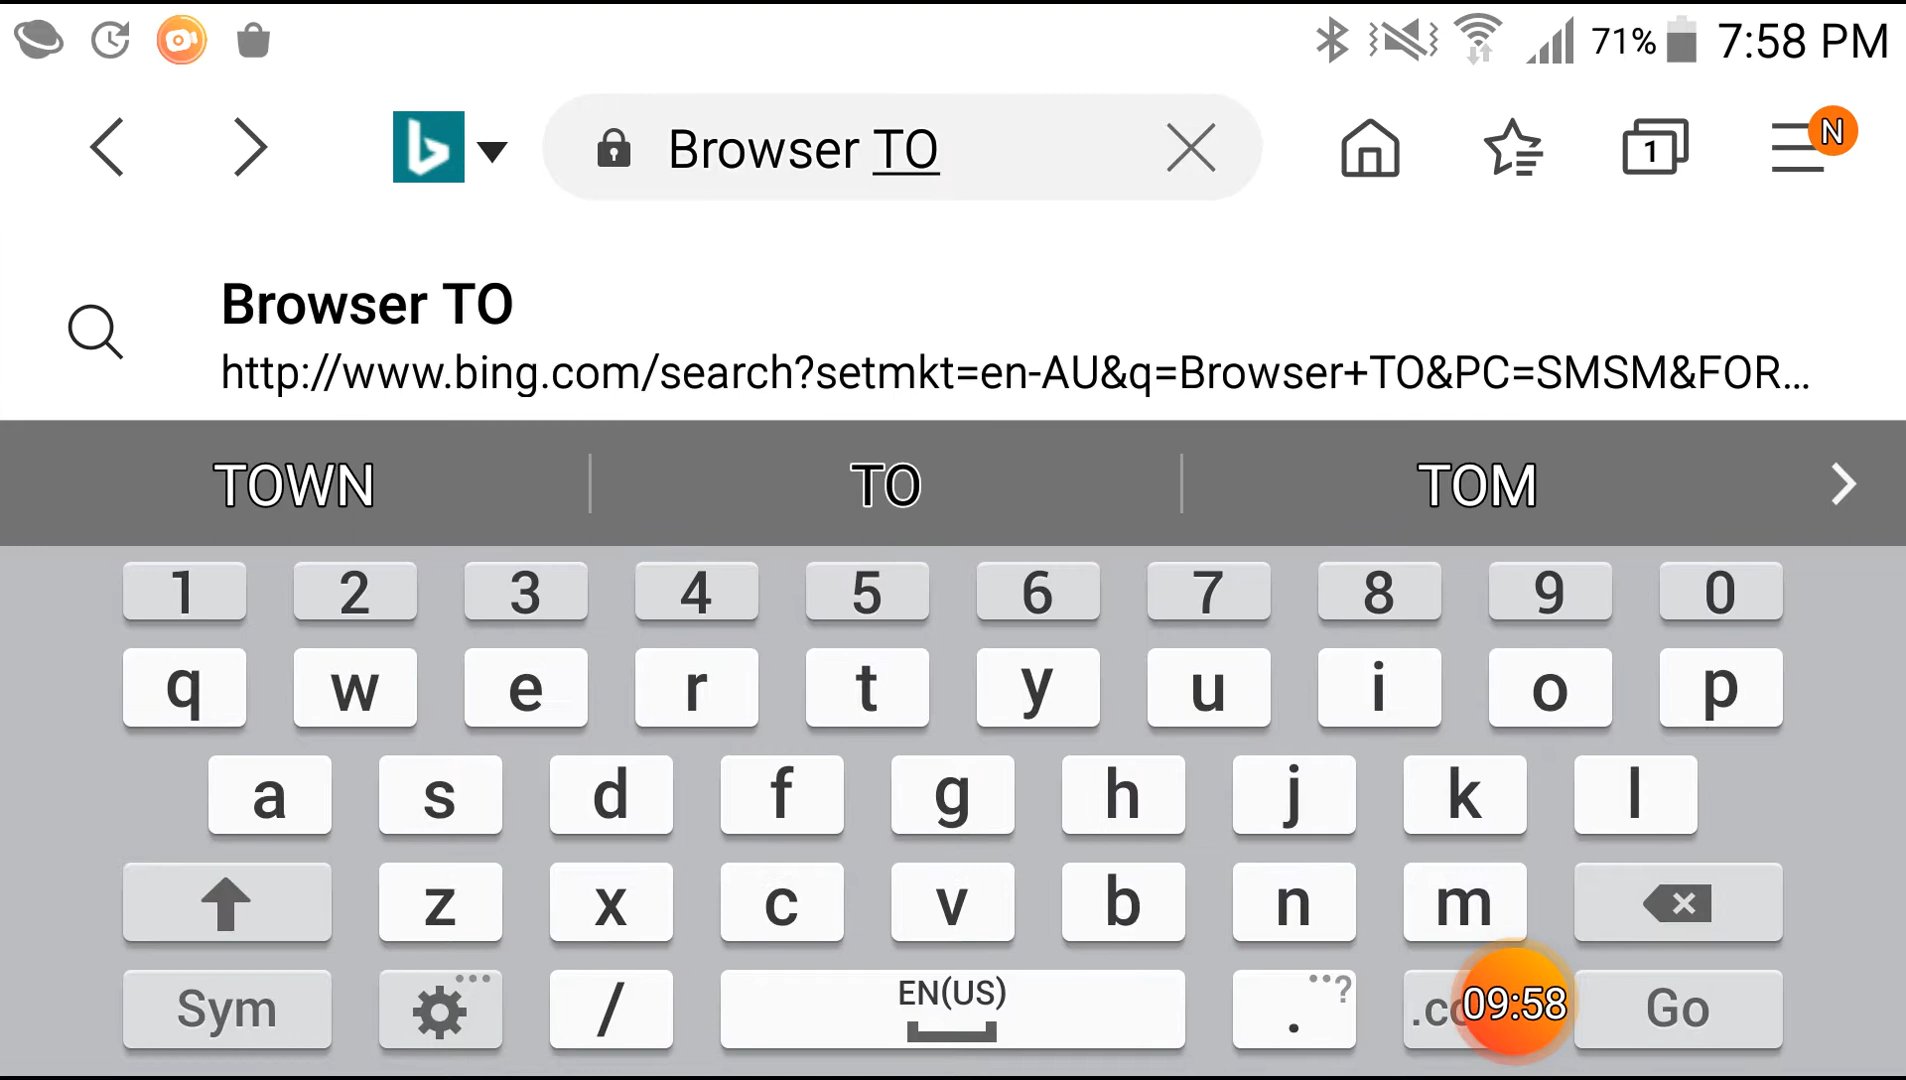 71% 7:58 PM
Browser TO
1
N
Browser TO
http://www.bing.com/search?setmkt=en-AU&q=Browser+TO&PC=SMSM&FOR...
TOWN TO TOM
1 2 3 4 5 6 7 8 9 0
q w e r t y u i o p
a s d f g h j k l
z x c v b n m
Sym / EN(US) . ? .co 09:58 Go